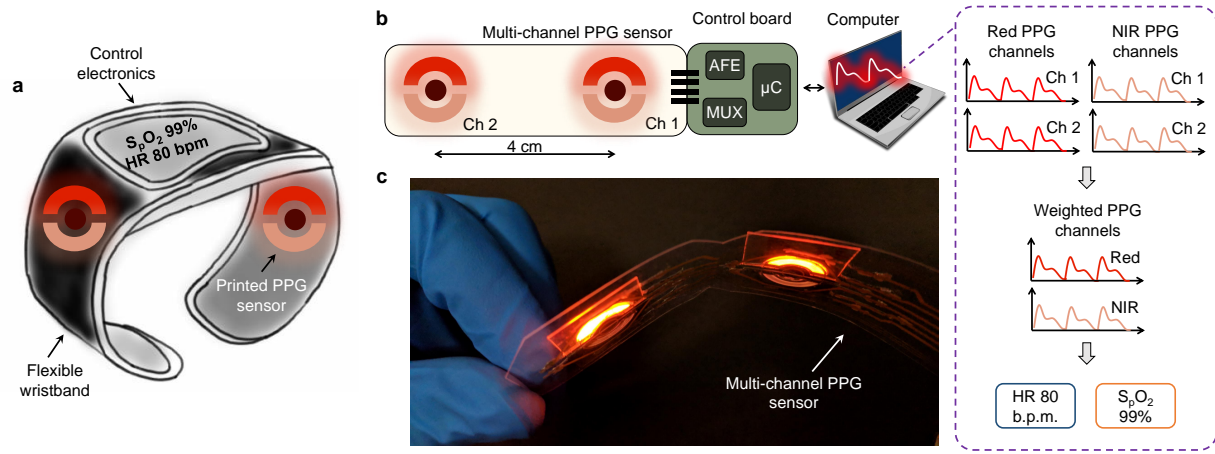 a
Control
electronics
SpO2 99%
HR 80 bpm
Printed PPG
sensor
Flexible
wristband
b
Multi-channel PPG sensor
Control board
Computer
AFE
MUX
µC
Ch 2
Ch 1
4 cm
c
Multi-channel PPG
sensor
Red PPG
channels
NIR PPG
channels
Ch 1
Ch 1
Ch 2
Ch 2
Weighted PPG
channels
Red
NIR
HR 80
b.p.m.
SpO2
99%